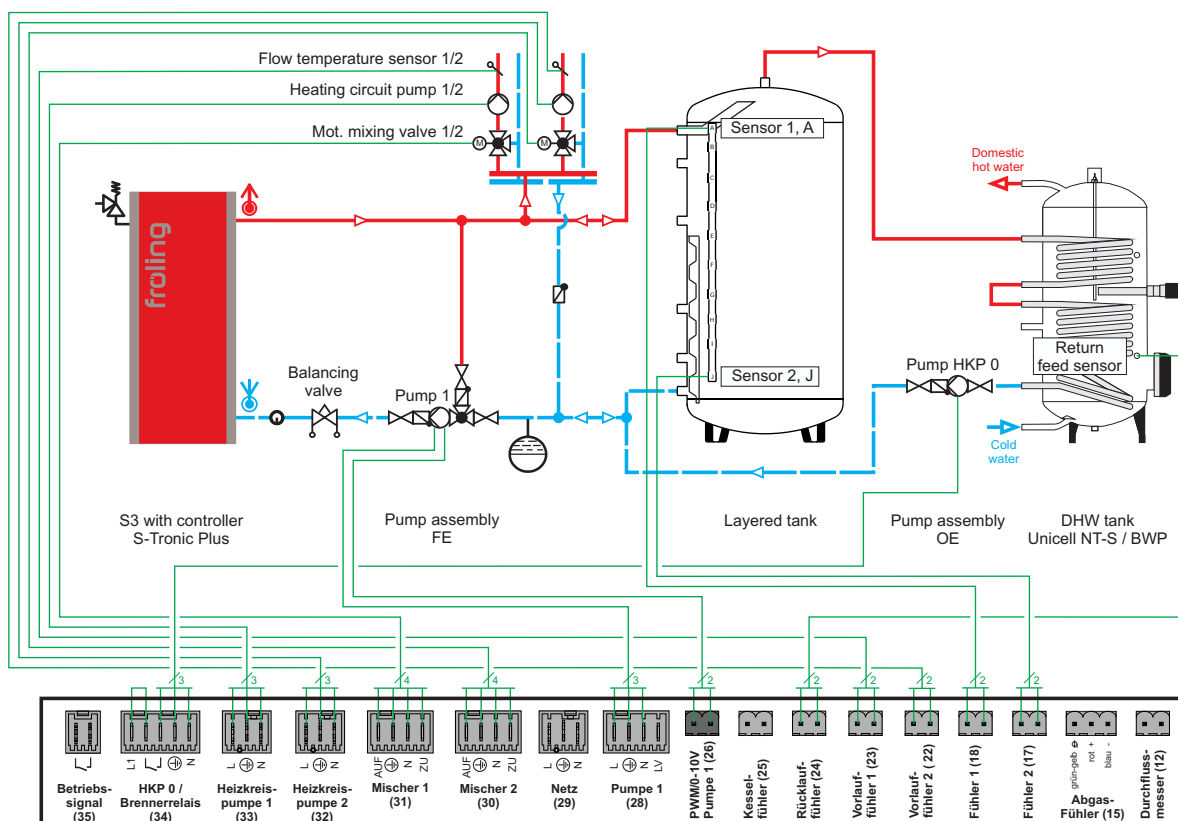 Flow temperature sensor 1/2
Heating circuit pump 1/2
Mot. mixing valve 1/2
M
M
fröling
A
B
C
D
E
F
G
H
I
J
Sensor 1, A
Sensor 2, J
Domestic
hot water
Return
feed sensor
Cold
water
Balancing
valve
Pump 1
Pump HKP 0
S3 with controller
S-Tronic Plus
Pump assembly
FE
Layered tank
Pump assembly
OE
DHW tank
Unicell NT-S / BWP
3
3
3
4
4
3
2
2
2
2
2
2
L1
N
L
N
L
N
AUF
N
ZU
AUF
N
ZU
L
N
L
N
LV
grün-gelb
rot +
blau -
Betriebs-
signal
(35)
HKP 0 /
Brennerrelais
(34)
Heizkreis-
pumpe 1
(33)
Heizkreis-
pumpe 2
(32)
Mischer 1
(31)
Mischer 2
(30)
Netz
(29)
Pumpe 1
(28)
PWM/0-10V
Pumpe 1 (26)
Kessel-
fühler (25)
Rücklauf-
fühler (24)
Vorlauf-
fühler 1 (23)
Vorlauf-
fühler 2 (22)
Fühler 1 (18)
Fühler 2 (17)
Abgas-
Fühler (15)
Durchfluss-
messer (12)